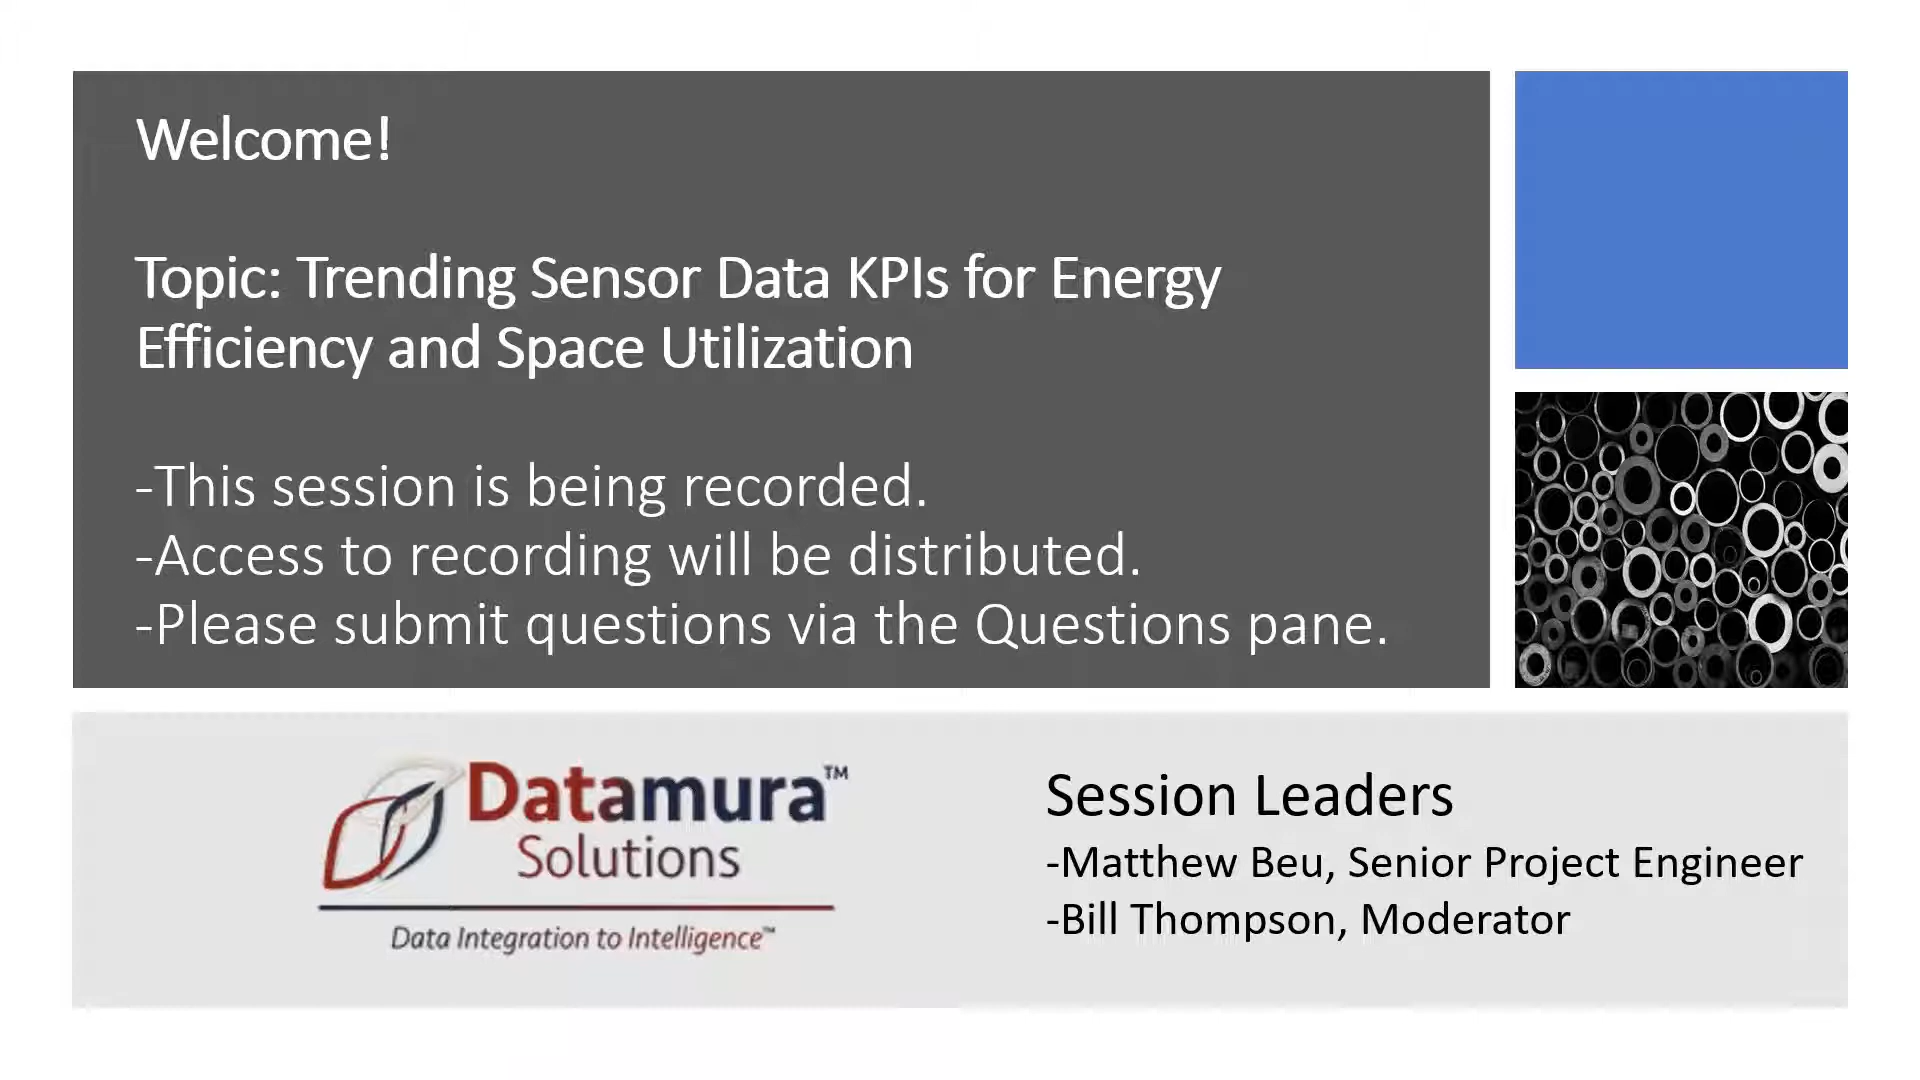 Welcome!
Topic: Trending Sensor Data KPIs for Energy
Efficiency and Space Utilization
-This session is being recorded.
-Access to recording will be distributed.
-Please submit questions via the Questions pane.
Datamura™
Solutions
Data Integration to Intelligence™
Session Leaders
-Matthew Beu, Senior Project Engineer
-Bill Thompson, Moderator